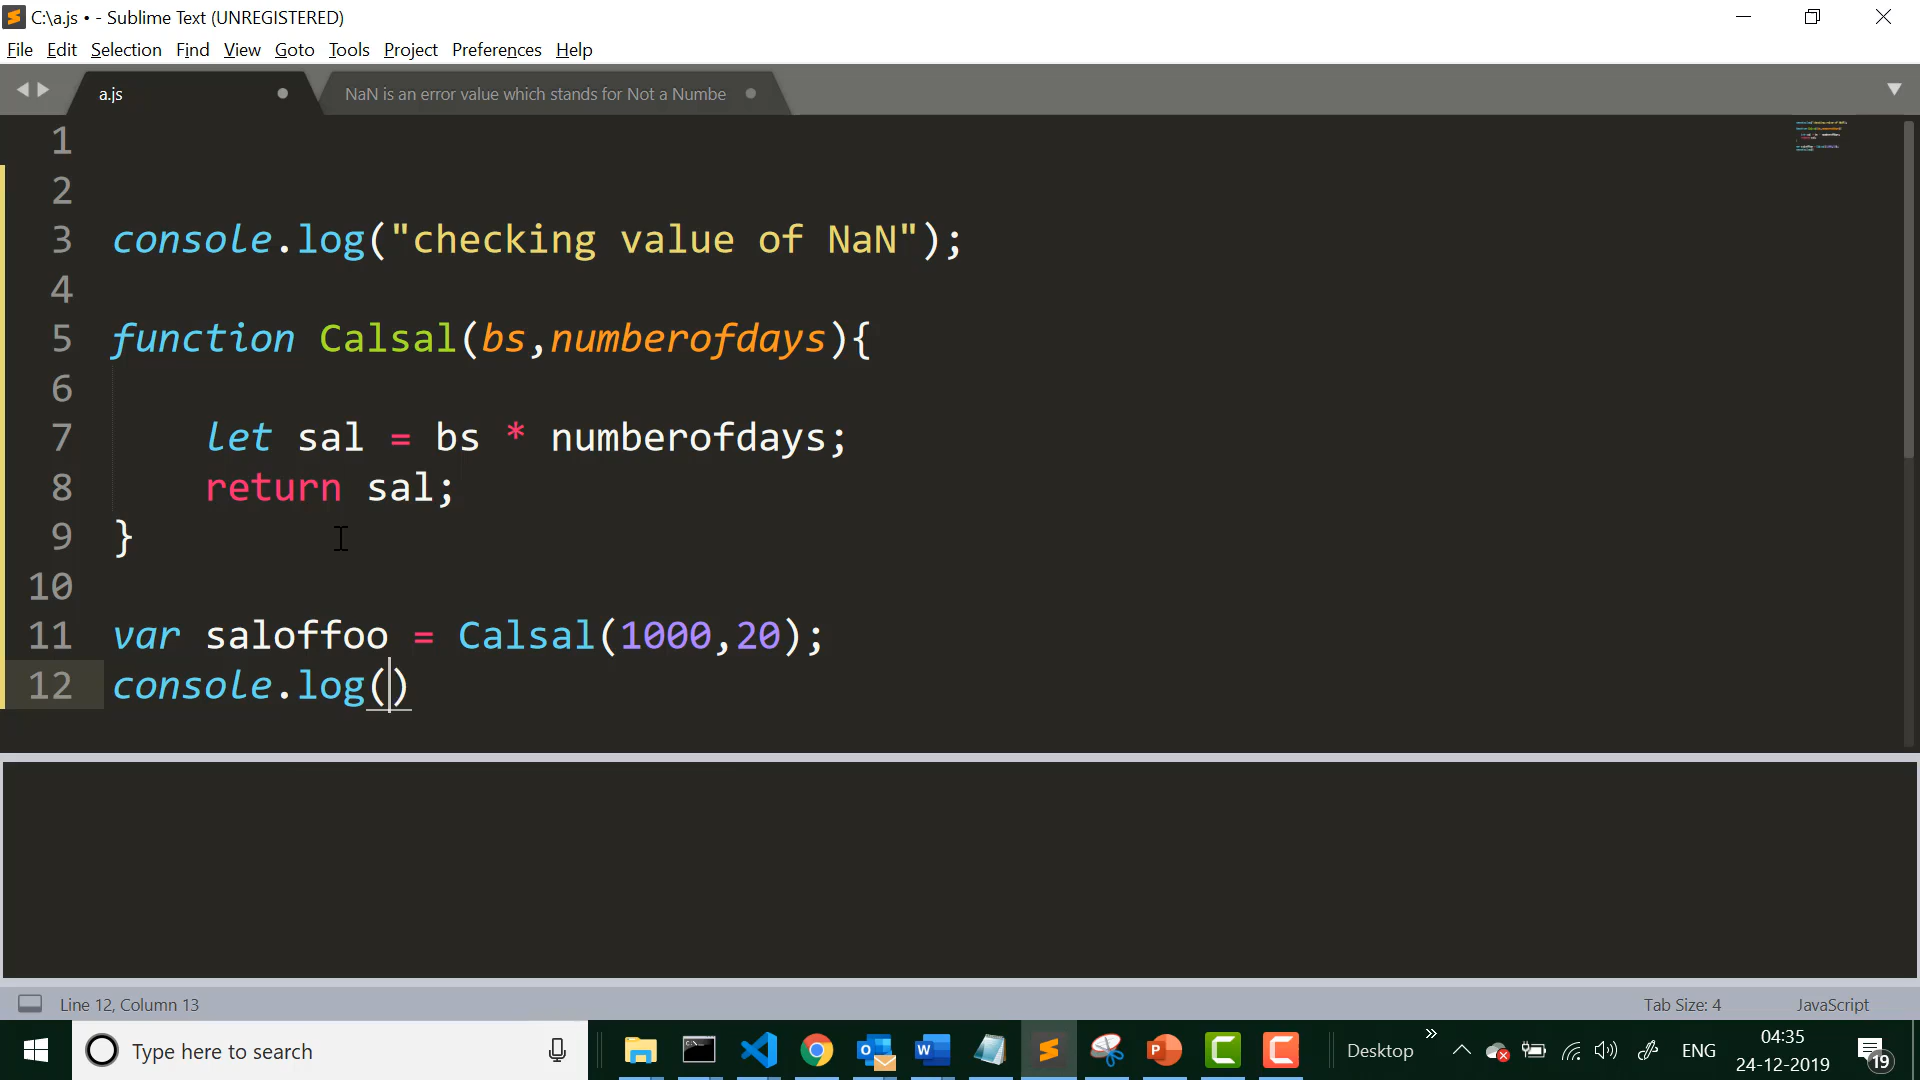 C:\a.js • - Sublime Text (UNREGISTERED)
File Edit Selection Find View Goto Tools Project Preferences Help
a.js NaN is an error value which stands for Not a Numbe
1
2
3 console.log("checking value of NaN");
4
5 function Calsal(bs,numberofdays){
6
7 let sal = bs * numberofdays;
8 return sal;
9 }
10
11 var saloffoo = Calsal(1000,20);
12 console.log()
Line 12, Column 13 Tab Size: 4 JavaScript
Type here to search Desktop ENG 04:35
24-12-2019 19